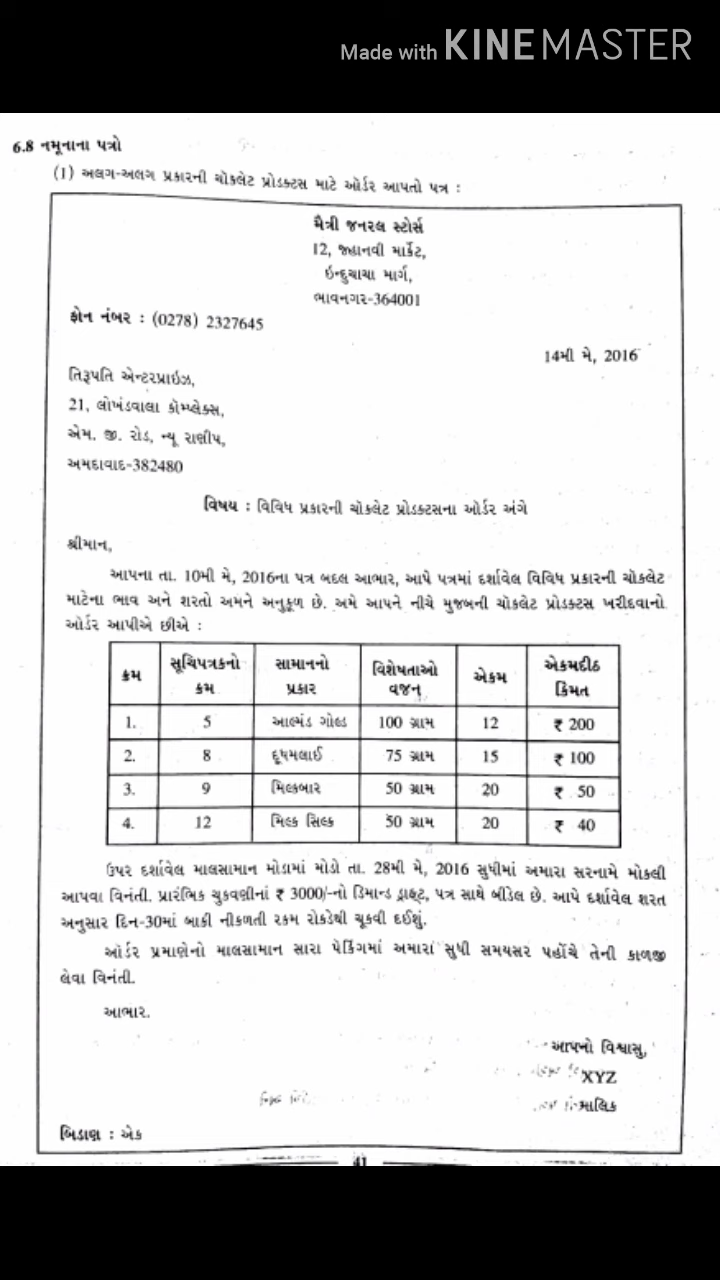 Made with KINEMASTER
6.8 નમૂનાના પત્રો
(1) અલગ-અલગ પ્રકારની ચૉકલેટ પ્રોડક્ટસ માટે ઑર્ડર આપતો પત્ર :
મૈત્રી જનરલ સ્ટોર્સ
12, જહાનવી માર્કેટ,
ઇન્દુચાચા માર્ગ,
ભાવનગર-364001
ફોન નંબર : (0278) 2327645
14મી મે, 2016
તિરૂપતિ એન્ટરપ્રાઇઝ,
21, લોખંડવાલા કૉમ્પ્લેક્સ,
એમ. જી. રોડ, ન્યૂ રાણીપ,
અમદાવાદ-382480
વિષય : વિવિધ પ્રકારની ચૉકલેટ પ્રોડક્ટસના ઑર્ડર અંગે
શ્રીમાન,
આપના તા. 10મી મે, 2016ના પત્ર બદલ આભાર, આપે પત્રમાં દર્શાવેલ વિવિધ પ્રકારની ચૉકલેટ
માટેના ભાવ અને શરતો અમને અનુકૂળ છે. અમે આપને નીચે મુજબની ચૉકલેટ પ્રોડક્ટસ ખરીદવાનો
ઑર્ડર આપીએ છીએ :
ક્રમ સૂચિપત્રકનો ક્રમ સામાનનો પ્રકાર વિશેષતાઓ વજન એકમ એકમદીઠ કિંમત
1. 5 આલ્મંડ ગોલ્ડ 100 ગ્રામ 12 ₹ 200
2. 8 દૂધમલાઈ 75 ગ્રામ 15 ₹ 100
3. 9 મિલ્કબાર 50 ગ્રામ 20 ₹ 50
4. 12 મિલ્ક સિલ્ક 50 ગ્રામ 20 ₹ 40
ઉપર દર્શાવેલ માલસામાન મોડામાં મોડો તા. 28મી મે, 2016 સુધીમાં અમારા સરનામે મોકલી
આપવા વિનંતી. પ્રારંભિક ચુકવણીનાં ₹ 3000/-નો ડિમાન્ડ ડ્રાફ્ટ, પત્ર સાથે બીડેલ છે. આપે દર્શાવેલ શરત
અનુસાર દિન-30માં બાકી નીકળતી રકમ રોકડેથી ચૂકવી દઈશું.
ઑર્ડર પ્રમાણેનો માલસામાન સારા પેકિંગમાં અમારા સુધી સમયસર પહોંચે તેની કાળજી
લેવા વિનંતી.
આભાર.
આપનો વિશ્વાસુ,
XYZ
માલિક
બિડાણ : એક
41